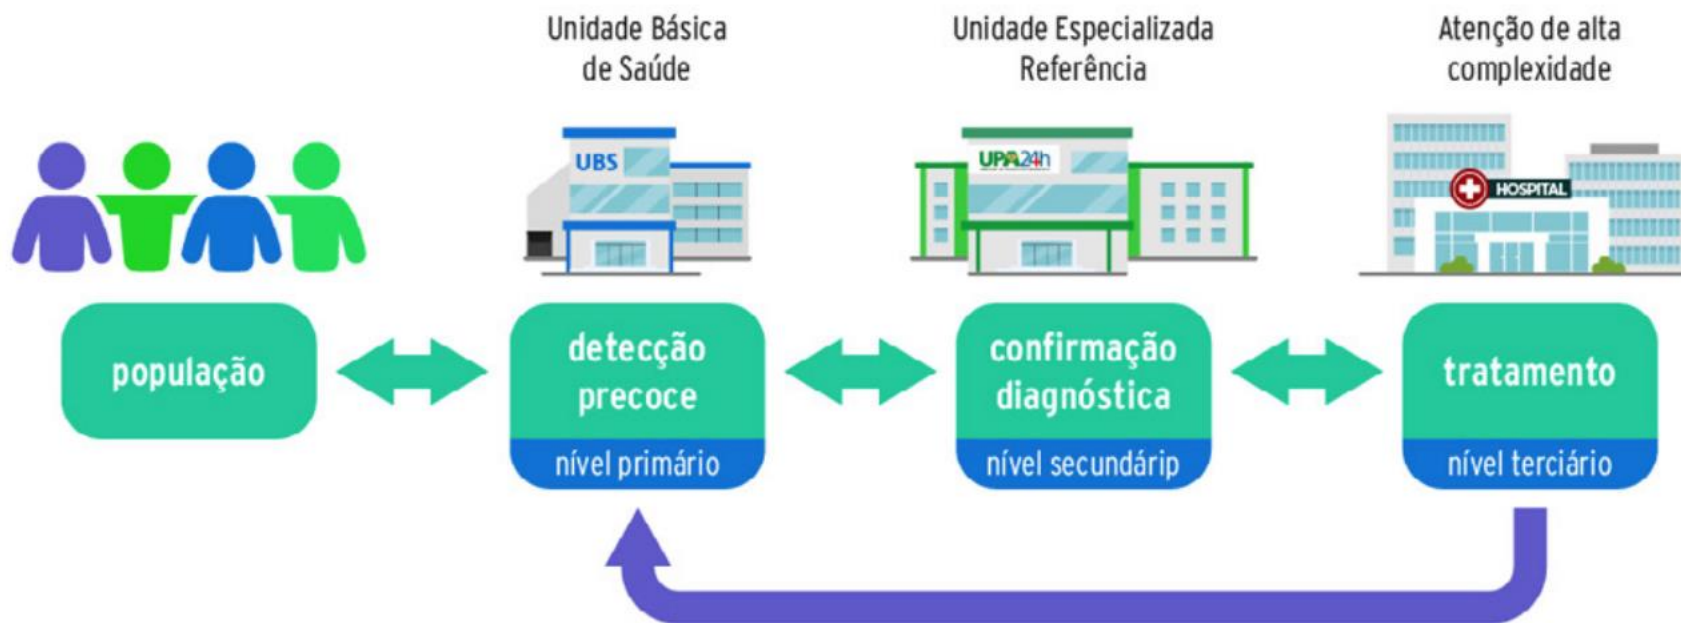 Unidade Básica
de Saúde
Unidade Especializada
Referência
Atenção de alta
complexidade
UBS
UPA24h
HOSPITAL
população
detecção
precoce
nível primário
confirmação
diagnóstica
nível secundárip
tratamento
nível terciário